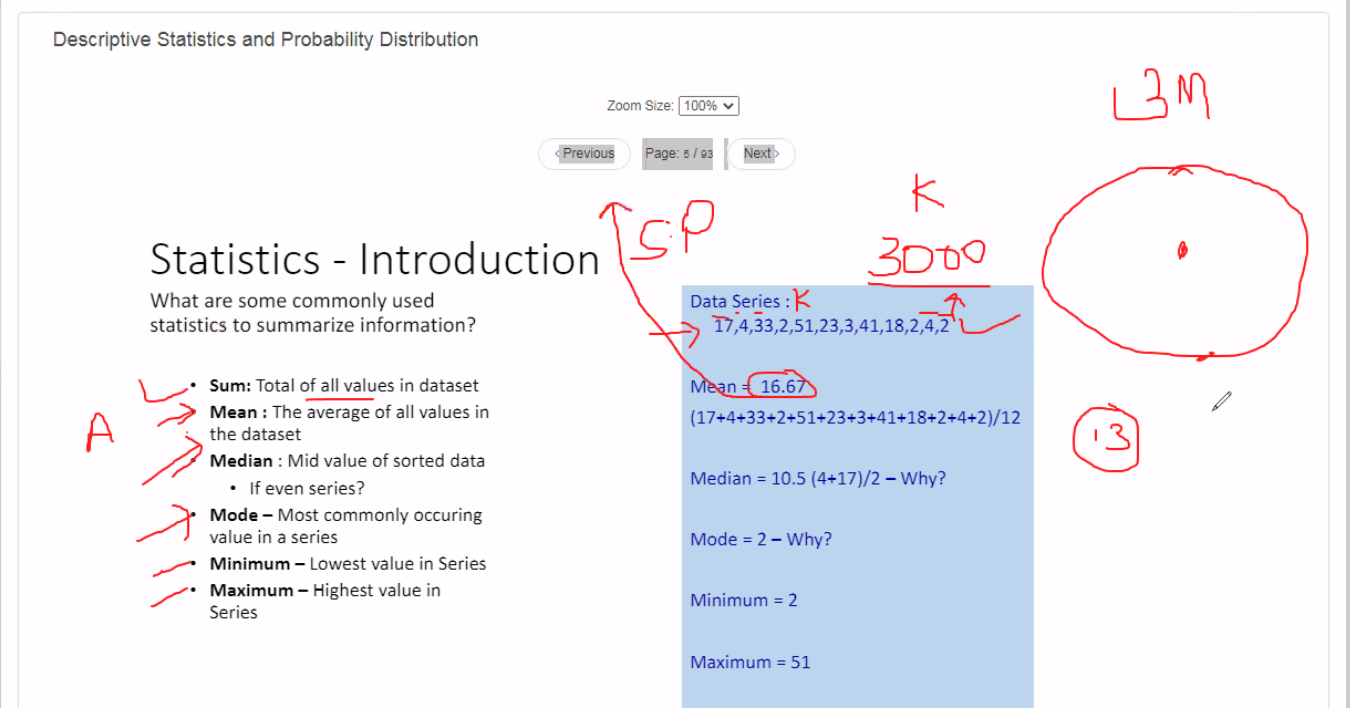 Descriptive Statistics and Probability Distribution
L3M
Zoom Size: 100%
‹Previous Page: 5 / 93 Next›
S.P
K
3000
Statistics - Introduction
What are some commonly used
statistics to summarize information?
• Sum: Total of all values in dataset
• Mean : The average of all values in
the dataset
A
• Median : Mid value of sorted data
• If even series?
• Mode – Most commonly occuring
value in a series
• Minimum – Lowest value in Series
• Maximum – Highest value in
Series
Data Series : K
17,4,33,2,51,23,3,41,18,2,4,2
Mean = 16.67
(17+4+33+2+51+23+3+41+18+2+4+2)/12
Median = 10.5 (4+17)/2 – Why?
Mode = 2 – Why?
Minimum = 2
Maximum = 51
13